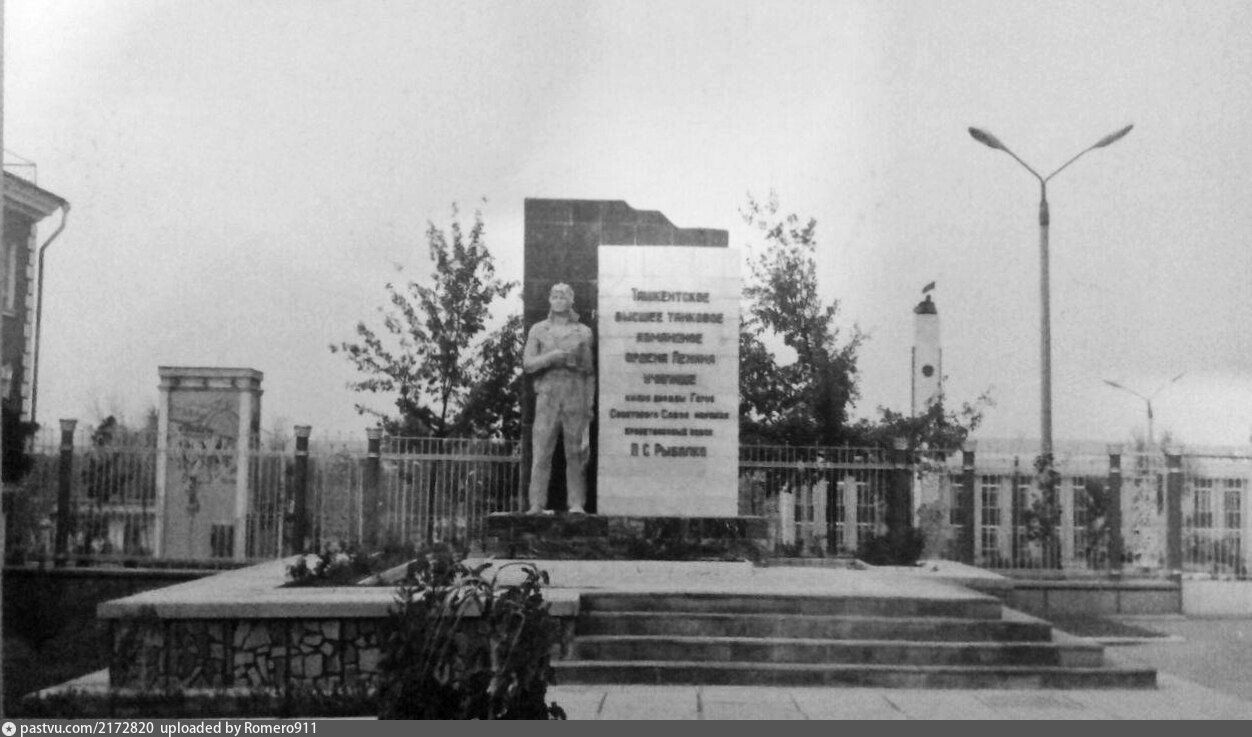 Ташкентское
высшее танковое
командное
ордена Ленина
училище
имени дважды Героя
Советского Союза маршала
бронетанковых войск
П.С. Рыбалко
pastvu.com/2172820 uploaded by Romero911